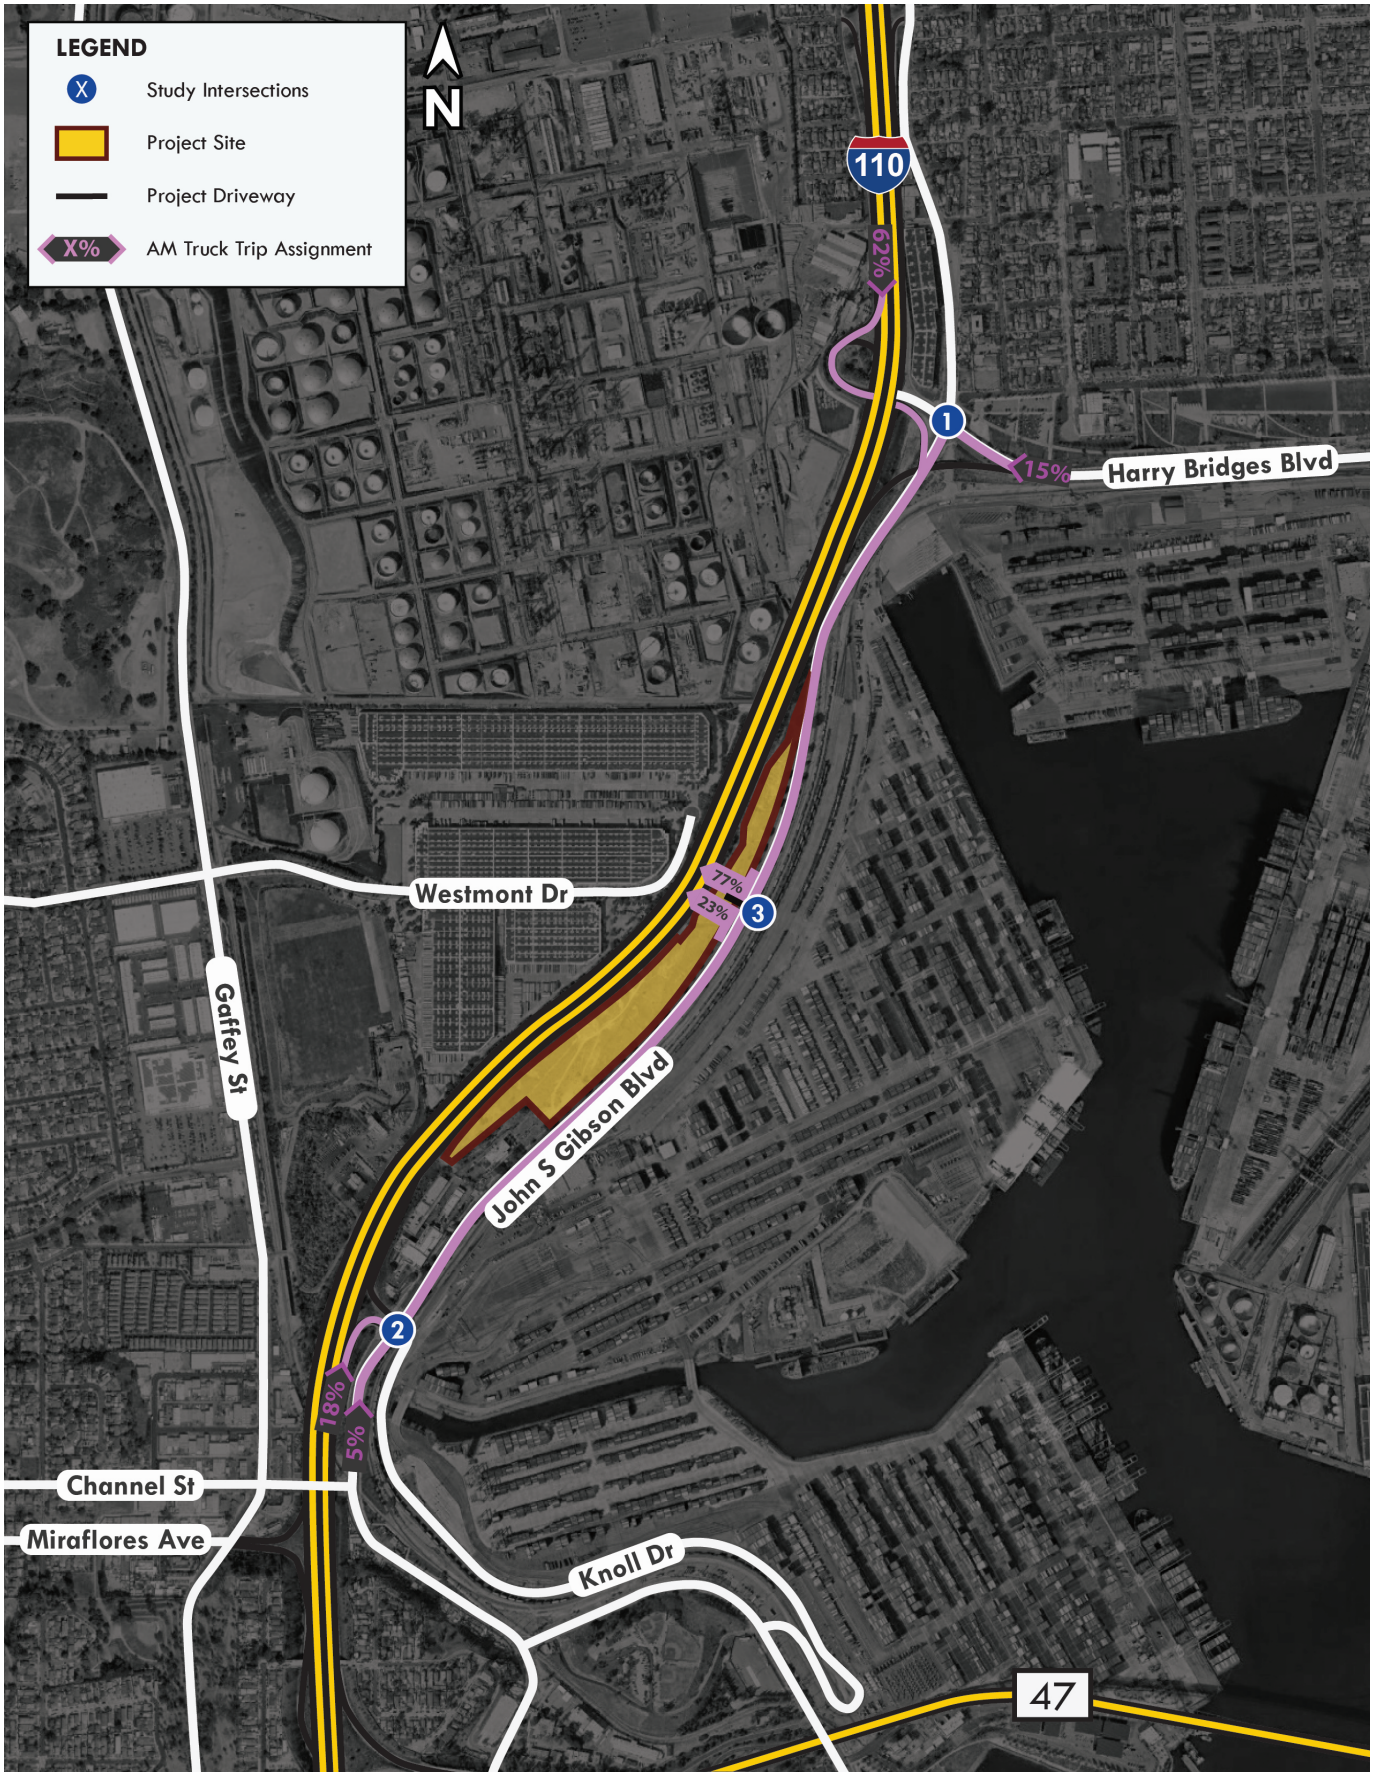 LEGEND
X Study Intersections
Project Site
Project Driveway
X% AM Truck Trip Assignment
N
110
62%
1
15%
Harry Bridges Blvd
77%
Westmont Dr
23%
3
Gaffey St
John S Gibson Blvd
2
18%
5%
Channel St
Miraflores Ave
Knoll Dr
47